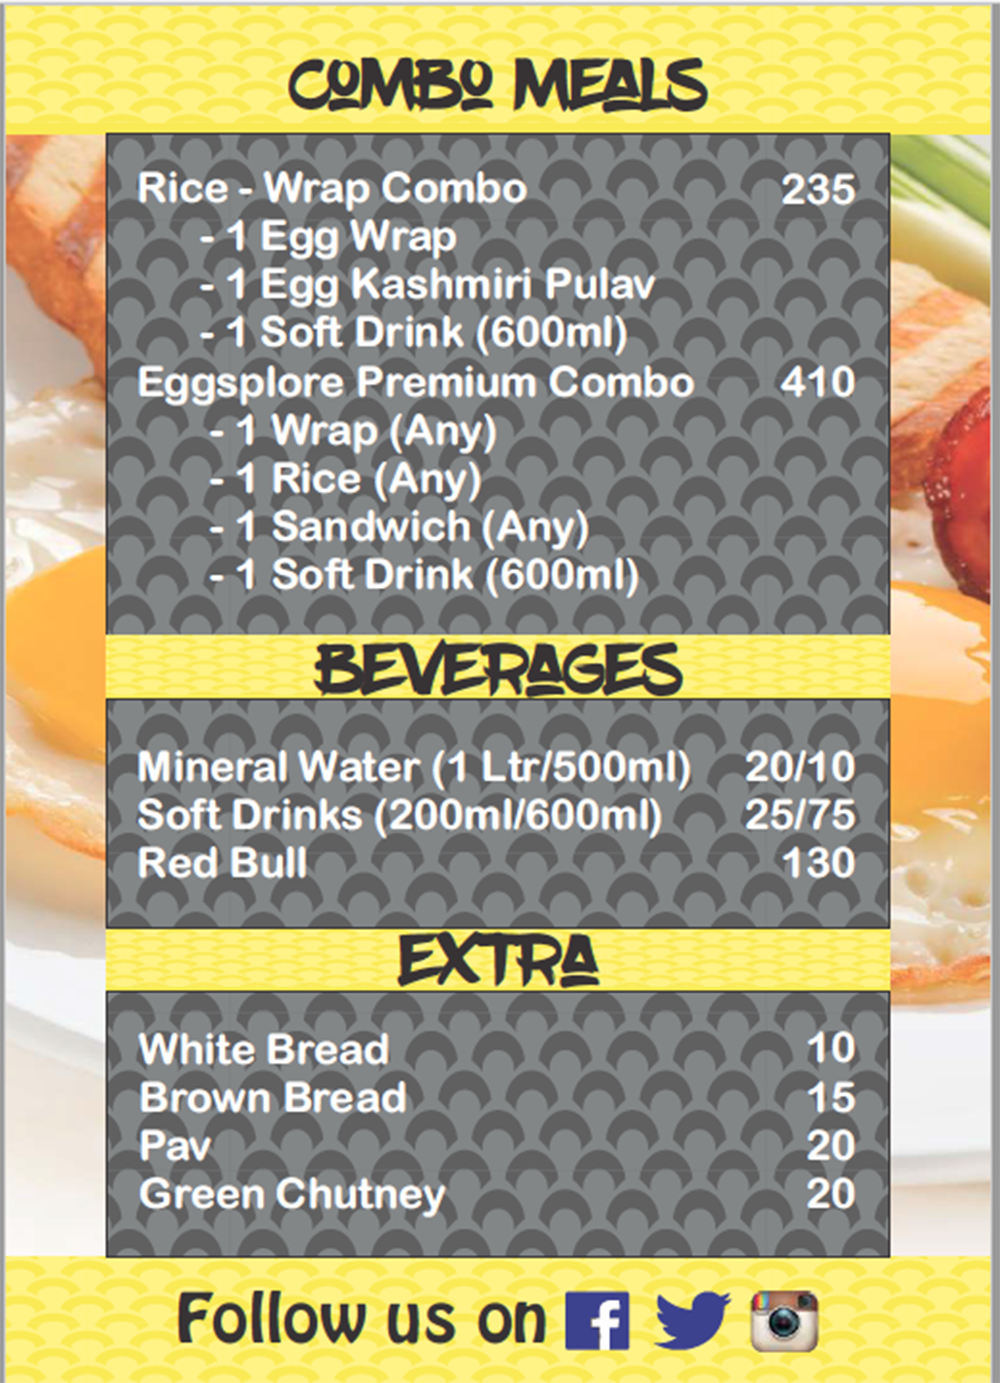 COMBO MEALS
Rice - Wrap Combo 235
- 1 Egg Wrap
- 1 Egg Kashmiri Pulav
- 1 Soft Drink (600ml)
Eggsplore Premium Combo 410
- 1 Wrap (Any)
- 1 Rice (Any)
- 1 Sandwich (Any)
- 1 Soft Drink (600ml)
BEVERAGES
Mineral Water (1 Ltr/500ml) 20/10
Soft Drinks (200ml/600ml) 25/75
Red Bull 130
EXTRA
White Bread 10
Brown Bread 15
Pav 20
Green Chutney 20
Follow us on